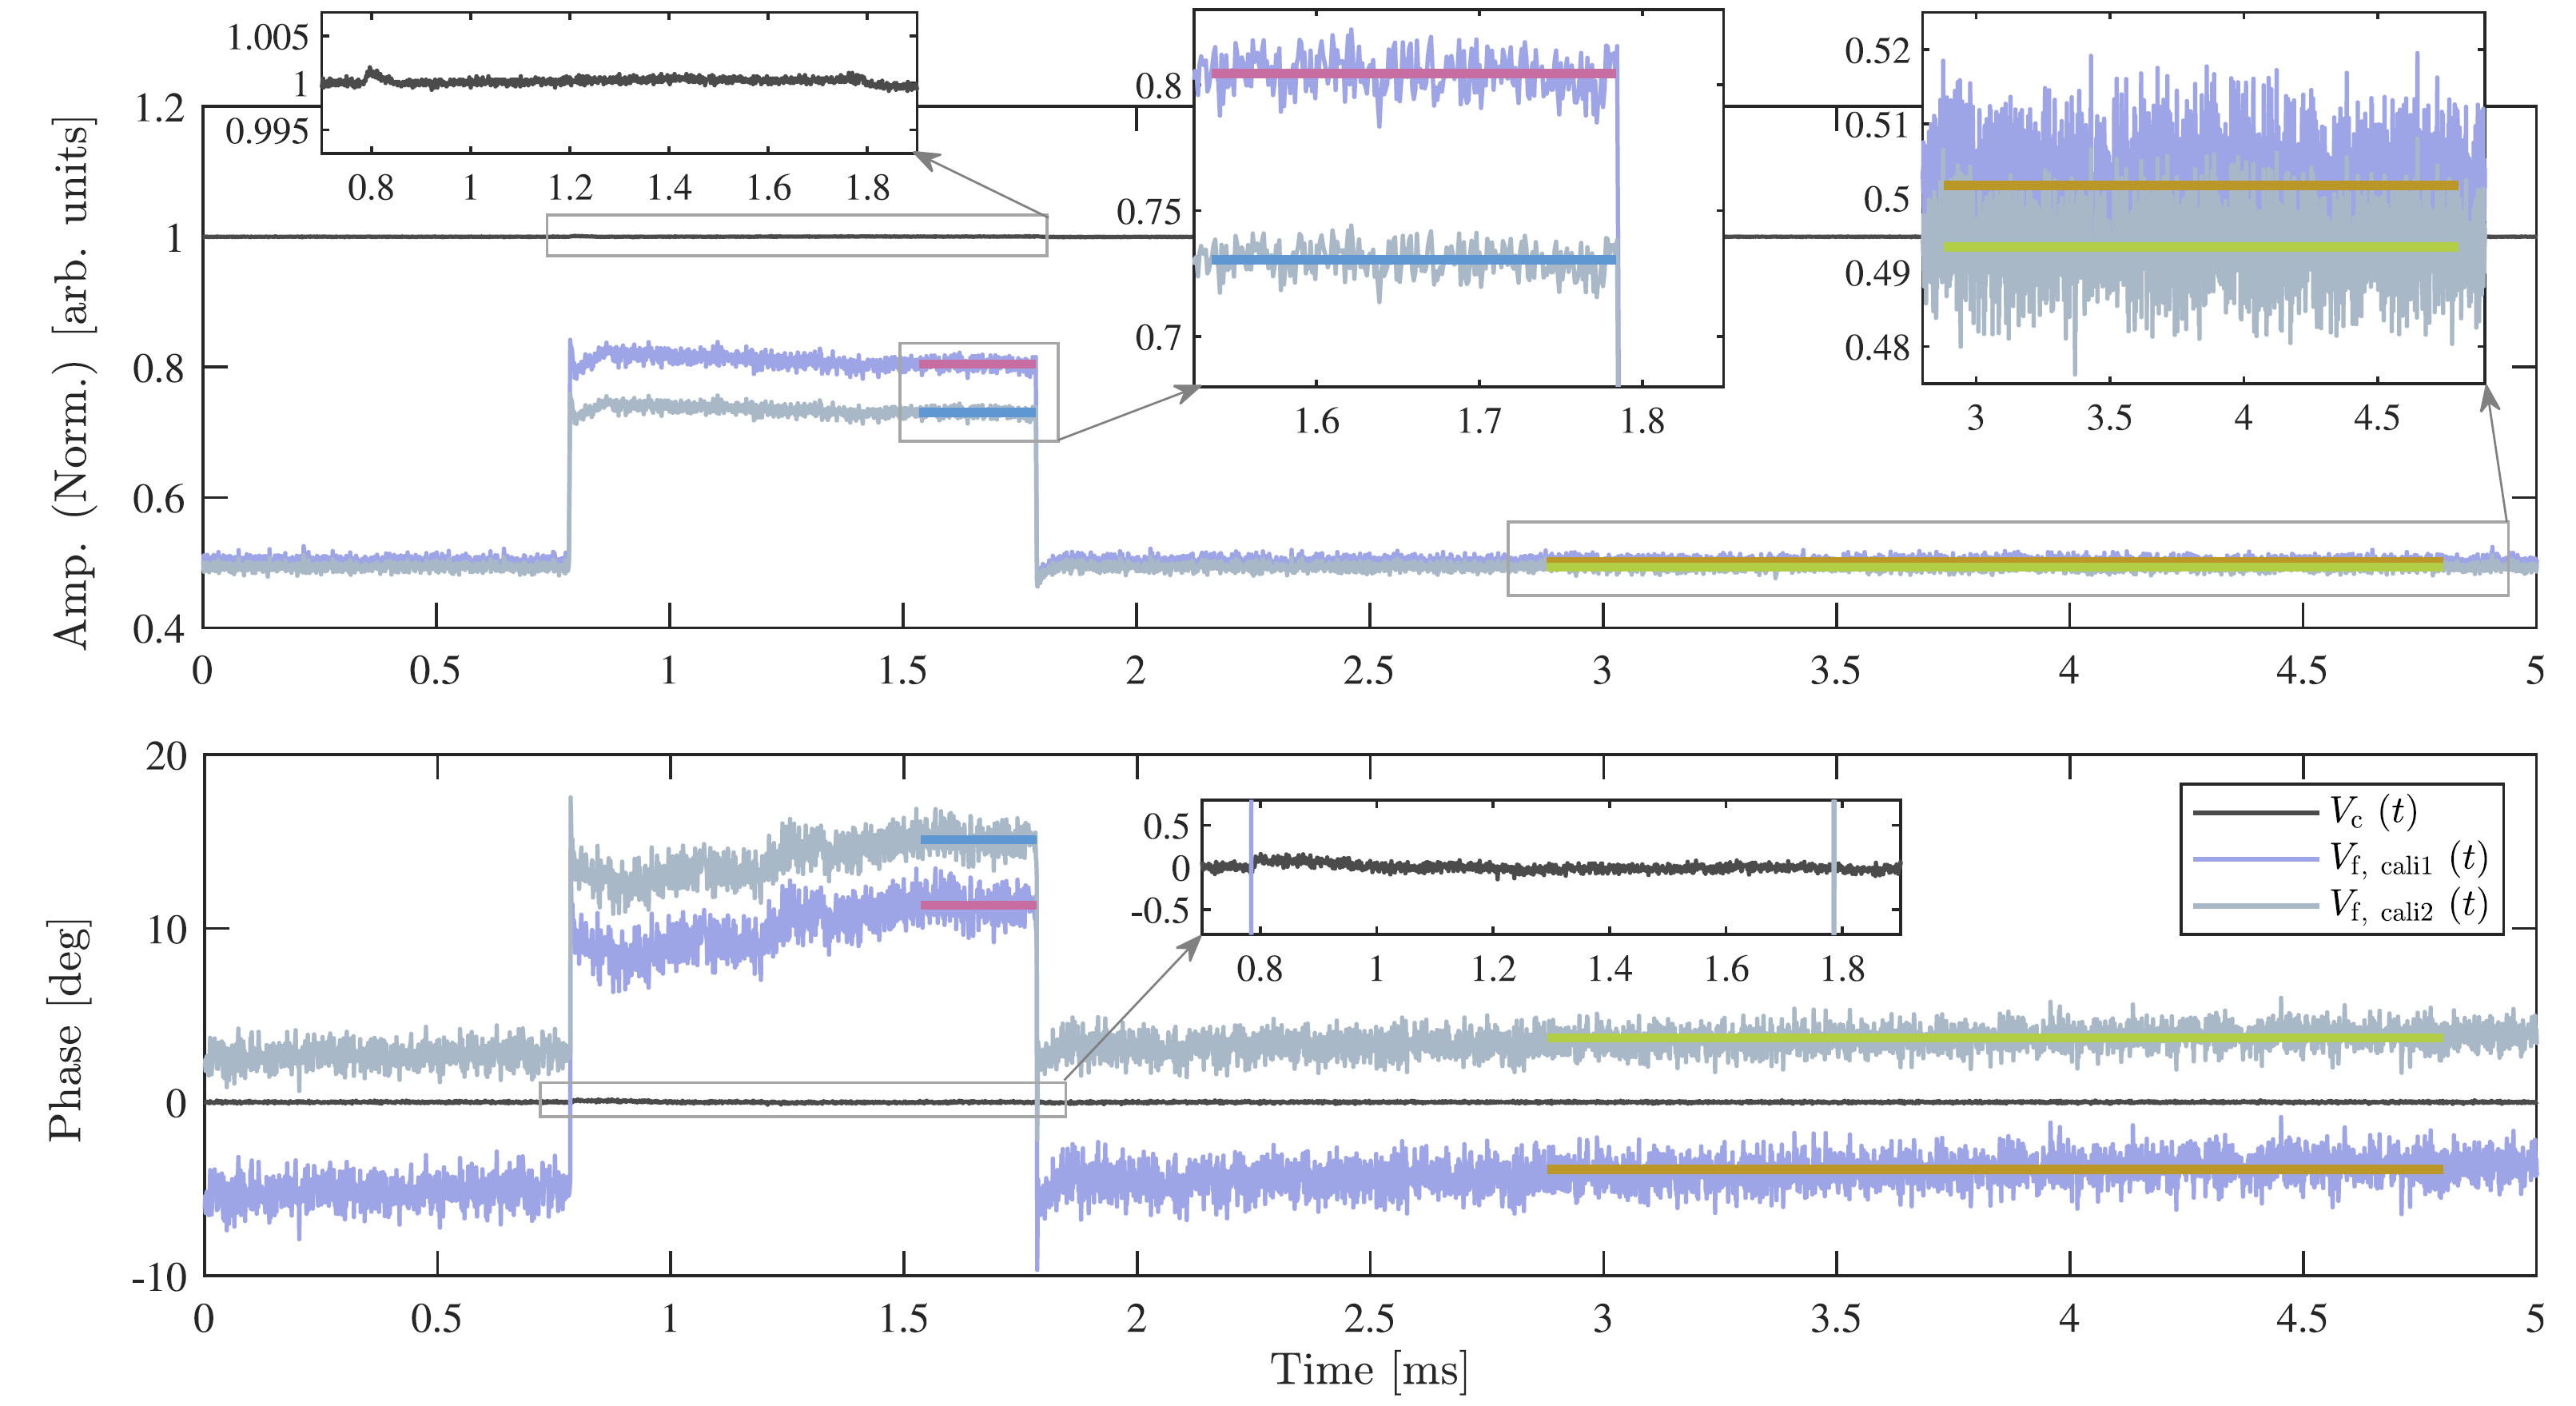 1.005
1
0.995
0.8 1 1.2 1.4 1.6 1.8
0.8
0.75
0.7
1.6 1.7 1.8
0.52
0.51
0.5
0.49
0.48
3 3.5 4 4.5
Amp. (Norm.) [arb. units]
1.2
1
0.8
0.6
0.4
0 0.5 1 1.5 2 2.5 3 3.5 4 4.5 5
Phase [deg]
20
10
0
-10
0.5
0
-0.5
0.8 1 1.2 1.4 1.6 1.8
Vc (t)
Vf, cali1 (t)
Vf, cali2 (t)
0 0.5 1 1.5 2 2.5 3 3.5 4 4.5 5
Time [ms]